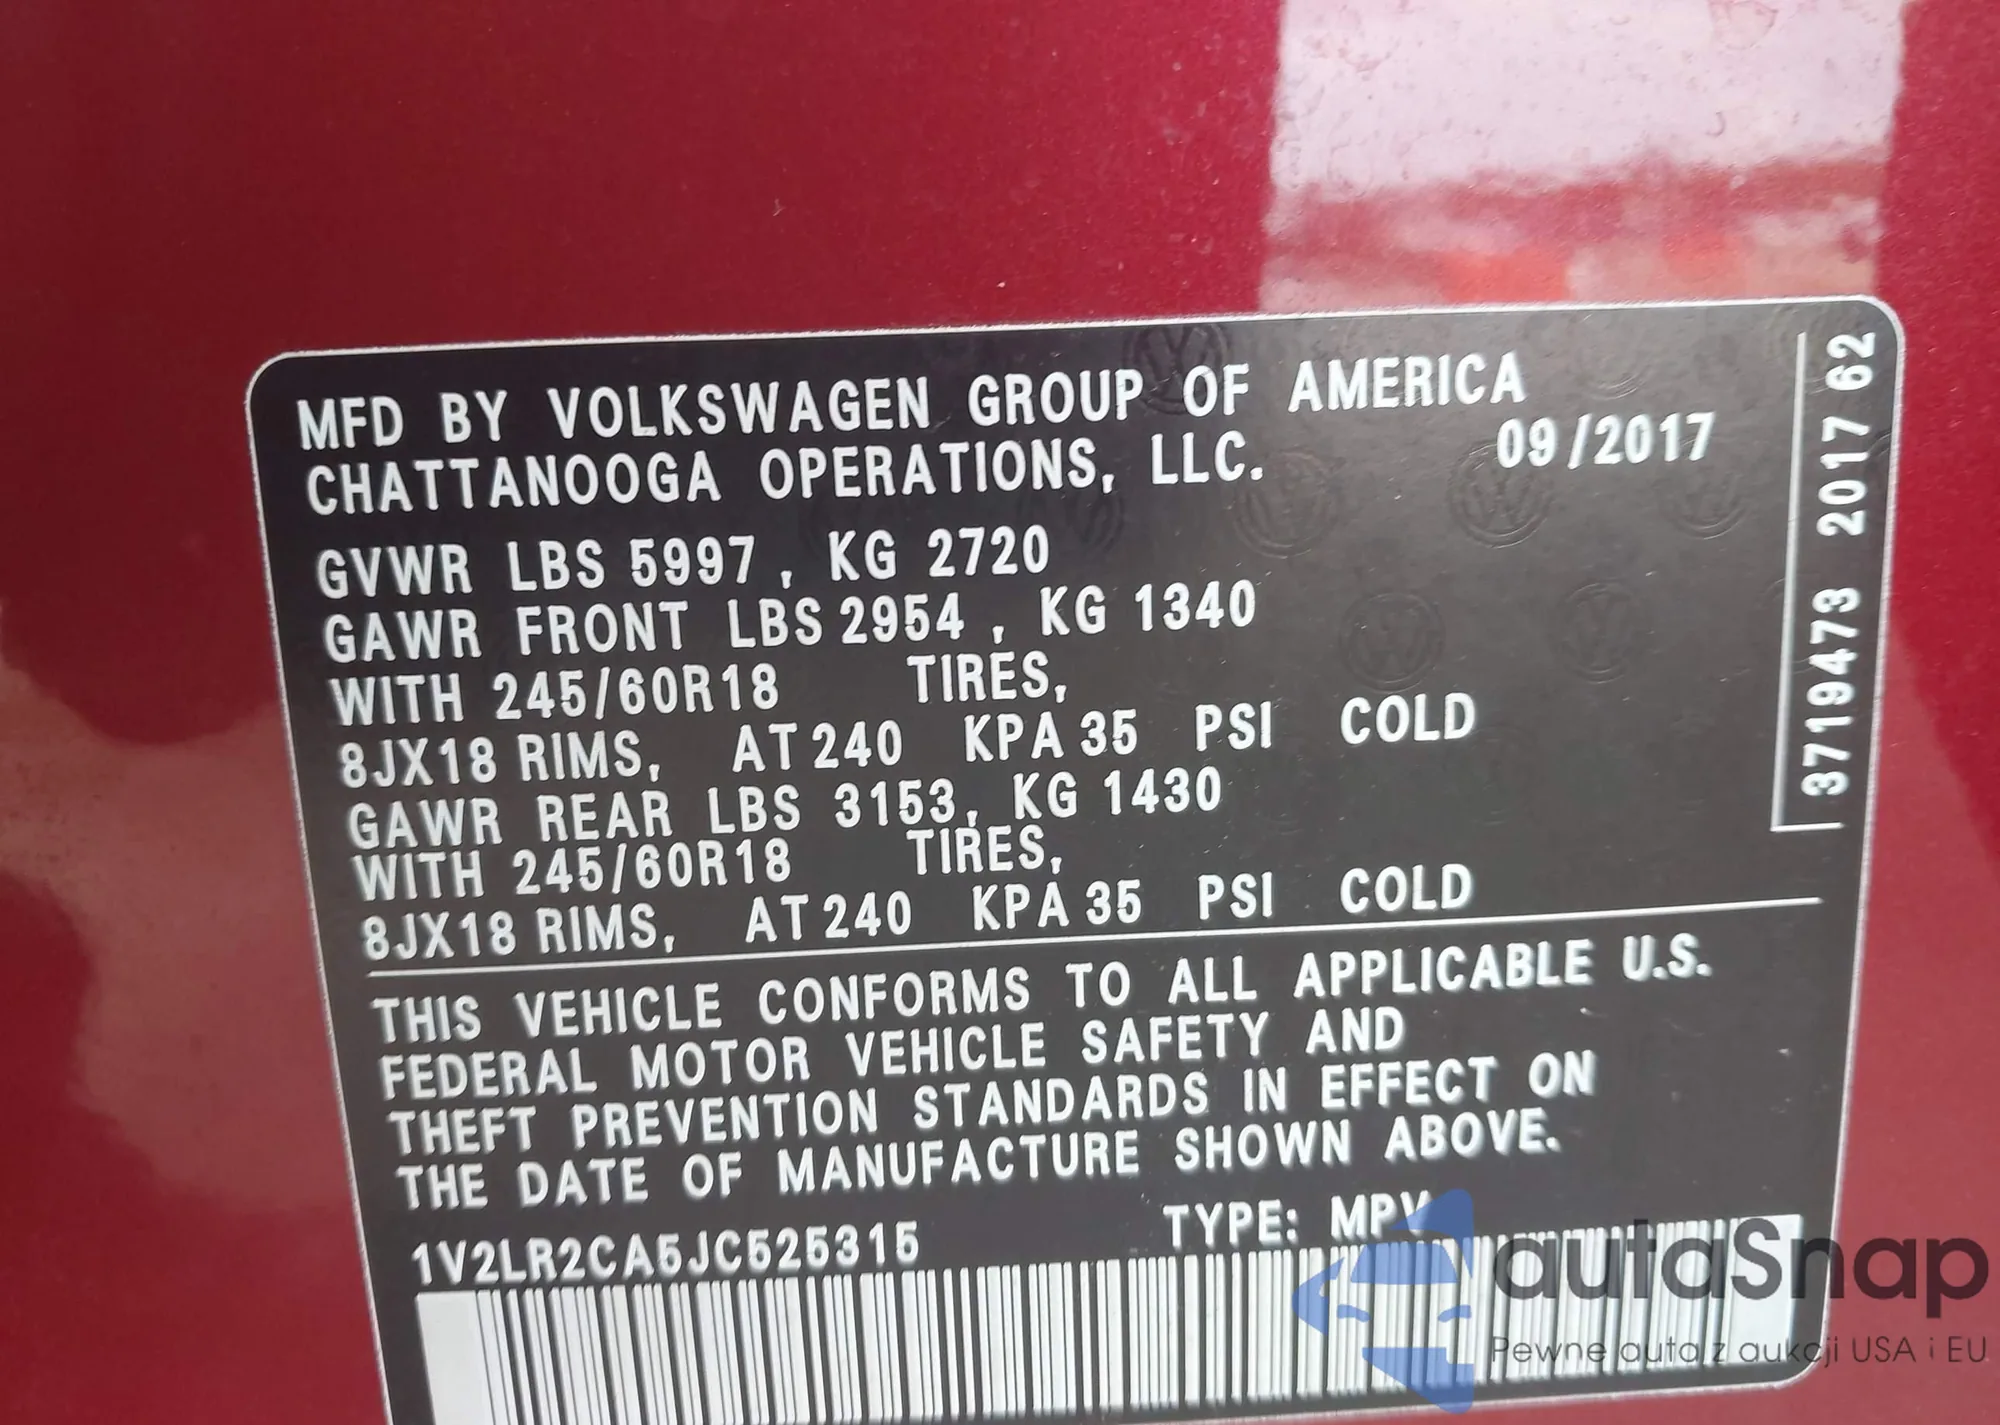 MFD BY VOLKSWAGEN GROUP OF AMERICA
CHATTANOOGA OPERATIONS, LLC. 09/2017
GVWR LBS 5997 , KG 2720
GAWR FRONT LBS 2954 , KG 1340
WITH 245/60R18 TIRES,
8JX18 RIMS, AT 240 KPA 35 PSI COLD
GAWR REAR LBS 3153, KG 1430
WITH 245/60R18 TIRES,
8JX18 RIMS, AT 240 KPA 35 PSI COLD
THIS VEHICLE CONFORMS TO ALL APPLICABLE U.S.
FEDERAL MOTOR VEHICLE SAFETY AND
THEFT PREVENTION STANDARDS IN EFFECT ON
THE DATE OF MANUFACTURE SHOWN ABOVE.
1V2LR2CA5JC525315 TYPE: MPV
3719473 2017 62
autaSnap
Pewne auta z aukcji USA i EU